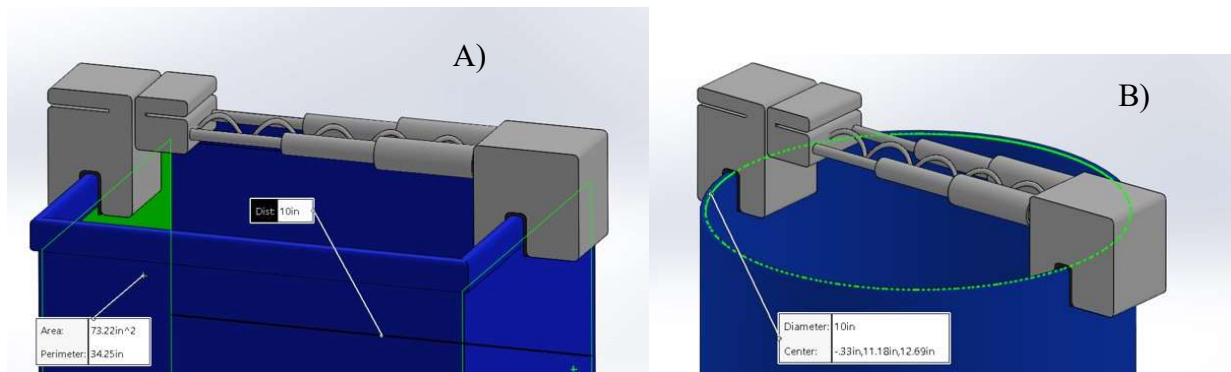 A)
Dist: 10in
Area: 73.22in^2
Perimeter: 34.25in
B)
Diameter: 10in
Center: -.33in,11.18in,12.69in